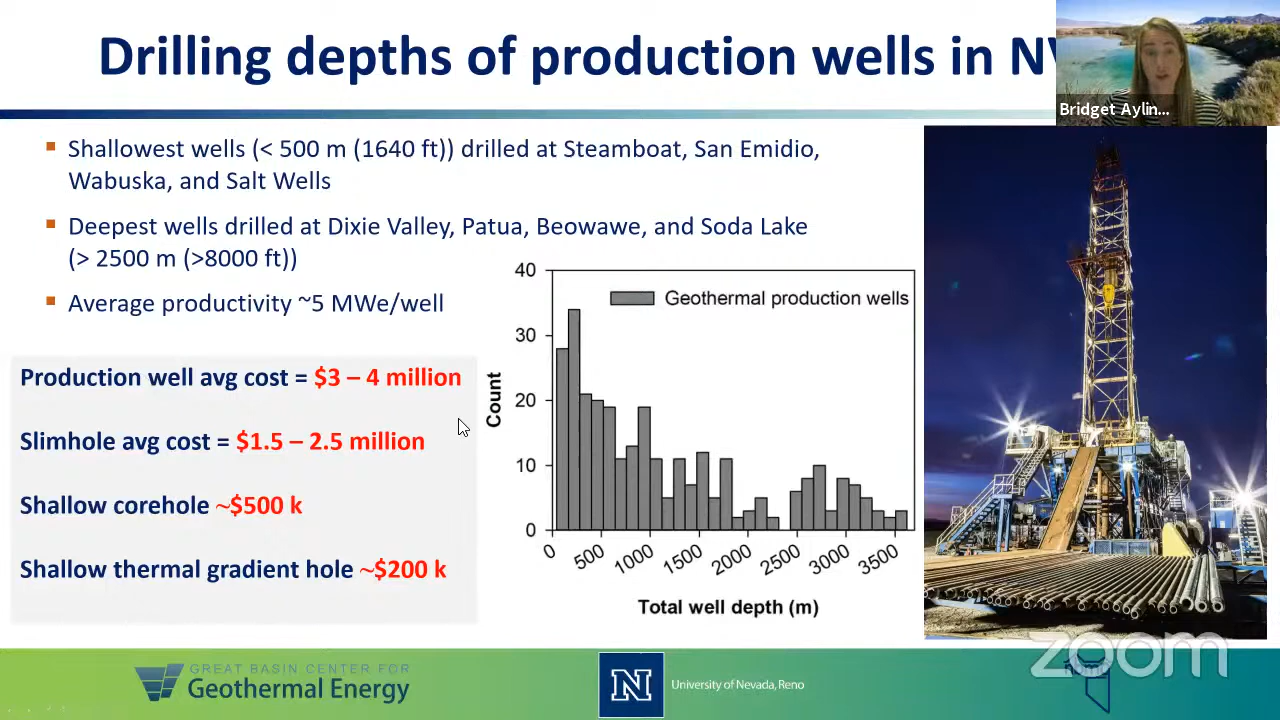 Drilling depths of production wells in NV
Bridget Aylin...
Shallowest wells (< 500 m (1640 ft)) drilled at Steamboat, San Emidio,
Wabuska, and Salt Wells
Deepest wells drilled at Dixie Valley, Patua, Beowawe, and Soda Lake
(> 2500 m (>8000 ft))
Average productivity ~5 MWe/well
Production well avg cost = $3 – 4 million
Slimhole avg cost = $1.5 – 2.5 million
Shallow corehole ~$500 k
Shallow thermal gradient hole ~$200 k
Geothermal production wells
Count
40
30
20
10
0
0 500 1000 1500 2000 2500 3000 3500
Total well depth (m)
GREAT BASIN CENTER FOR
Geothermal Energy
N
University of Nevada, Reno
zoom